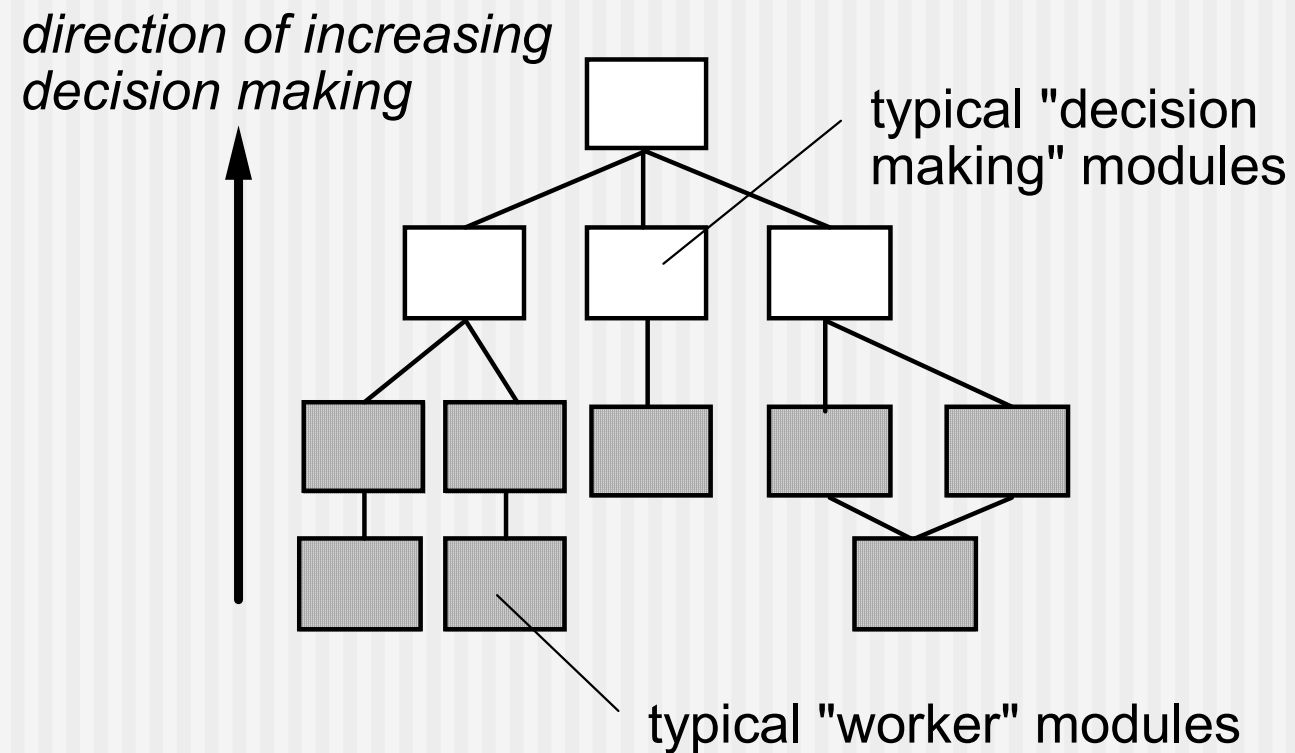 direction of increasing
decision making
typical "decision
making" modules
typical "worker" modules